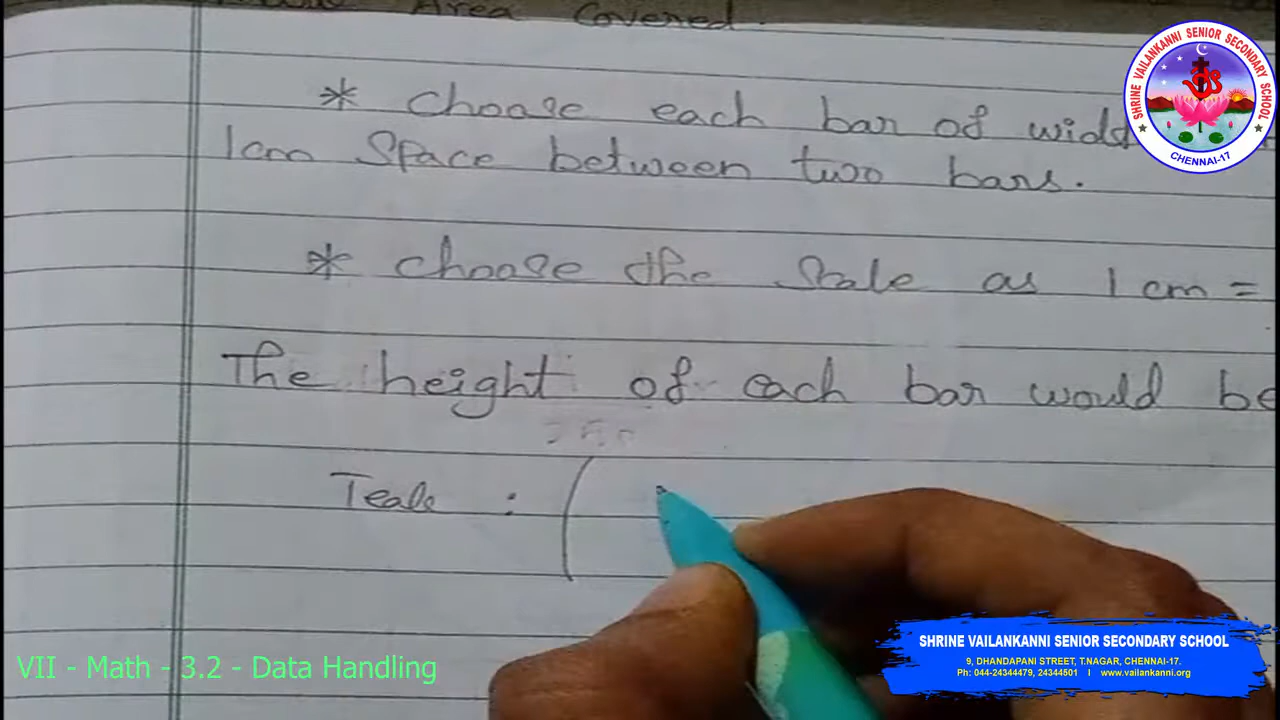 Area Covered.
* Choose each bar of wid
1cm Space between two bars.
* Choose the Scale as 1 cm =
The height of each bar would be
Teak : (
SHRINE VAILANKANNI SENIOR SECONDARY SCHOOL
CHENNAI-17
SHRINE VAILANKANNI SENIOR SECONDARY SCHOOL
9, DHANDAPANI STREET, T.NAGAR, CHENNAI-17.
Ph: 044-24344479, 24344501 I www.vailankanni.org
VII - Math - 3.2 - Data Handling